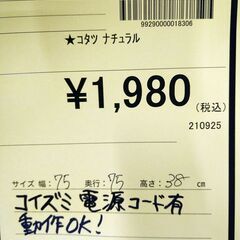 99290000018306
★コタツ ナチュラル
¥1,980
(税込)
210925
サイズ 幅: 75 奥行: 75 高さ: 38 cm
コイズミ 電源コード有
動作OK!